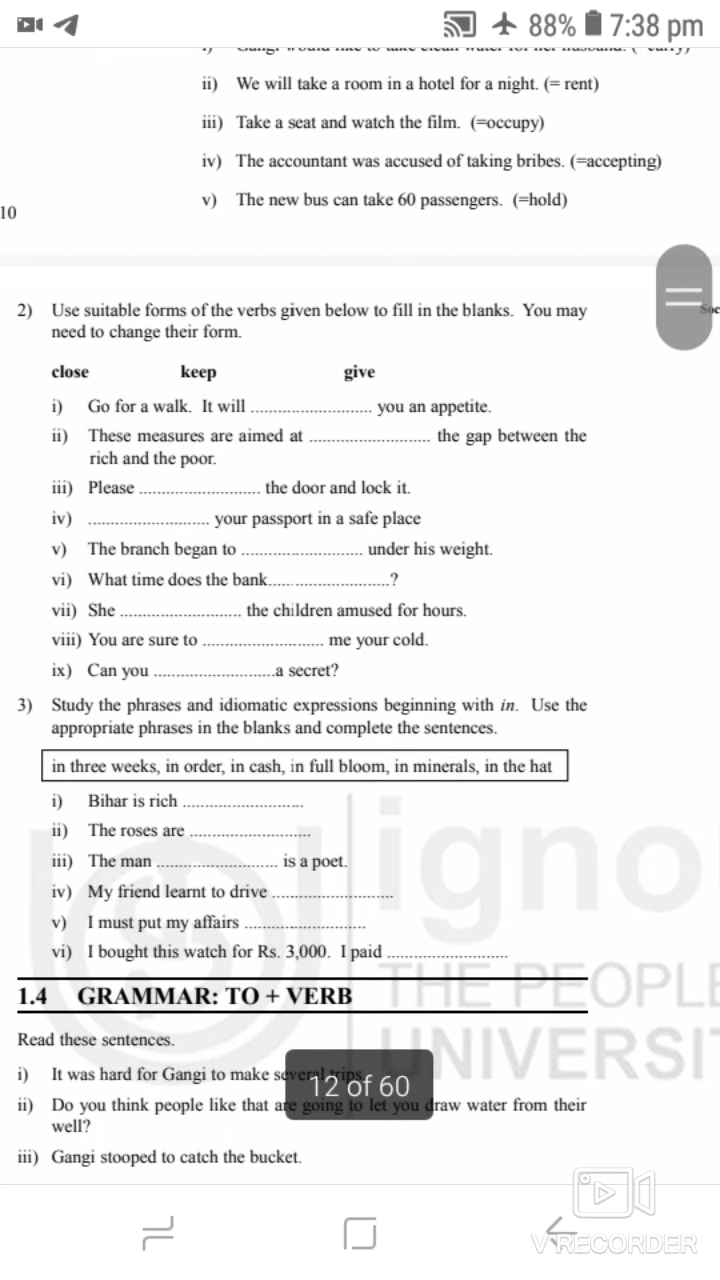 88% 7:38 pm
ii) We will take a room in a hotel for a night. (= rent)
iii) Take a seat and watch the film. (=occupy)
iv) The accountant was accused of taking bribes. (=accepting)
v) The new bus can take 60 passengers. (=hold)
10
2) Use suitable forms of the verbs given below to fill in the blanks. You may
need to change their form.
close keep give
i) Go for a walk. It will ........................... you an appetite.
ii) These measures are aimed at ........................... the gap between the
rich and the poor.
iii) Please ........................... the door and lock it.
iv) ........................... your passport in a safe place
v) The branch began to ........................... under his weight.
vi) What time does the bank...........................?
vii) She ........................... the children amused for hours.
viii) You are sure to ........................... me your cold.
ix) Can you ...........................a secret?
3) Study the phrases and idiomatic expressions beginning with in. Use the
appropriate phrases in the blanks and complete the sentences.
in three weeks, in order, in cash, in full bloom, in minerals, in the hat
i) Bihar is rich ...........................
ii) The roses are ...........................
iii) The man ........................... is a poet.
iv) My friend learnt to drive ...........................
v) I must put my affairs ...........................
vi) I bought this watch for Rs. 3,000. I paid ...........................
igno
THE PEOPLE
UNIVERSI
1.4 GRAMMAR: TO + VERB
Read these sentences.
i) It was hard for Gangi to make several trips.
12 of 60
ii) Do you think people like that are going to let you draw water from their
well?
iii) Gangi stooped to catch the bucket.
V RECORDER